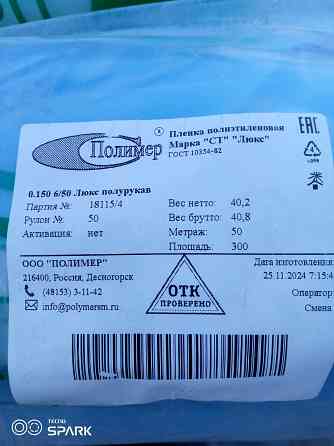 Полимер
®
Пленка полиэтиленовая
Марка "СТ" "Люкс"
ГОСТ 10354-82
EAC
4
LDPE
0.150 6/50 Люкс полурукав
Партия №: 18115/4
Рулон №: 50
Активация: нет
Вес нетто: 40,2
Вес брутто: 40,8
Метраж: 50
Площадь: 300
ООО "ПОЛИМЕР"
216400, Россия, Десногорск
(48153) 3-11-42
info@polymersm.ru
ОТК
ПРОВЕРЕНО
Дата изготовления:
25.11.2024 7:15:4
Оператор:
Смена
TECNO
SPARK